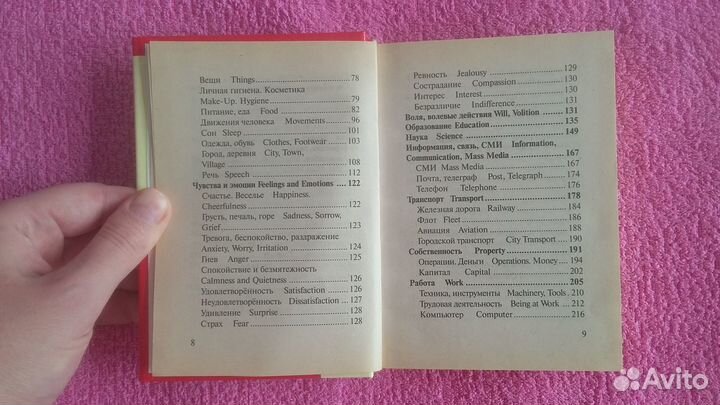 Вещи Things ..................... 78
Личная гигиена. Косметика
Make-Up. Hygiene ..................... 79
Питание, еда Food ..................... 82
Движения человека Movements ............ 96
Сон Sleep ..................... 101
Одежда, обувь Clothes, Footwear .... 103
Город, деревня City, Town,
Village ..................... 108
Речь Speech ..................... 112
Чувства и эмоции Feelings and Emotions .... 122
Счастье. Веселье Happiness.
Cheerfulness ..................... 122
Грусть, печаль, горе Sadness, Sorrow,
Grief ..................... 123
Тревога, беспокойство, раздражение
Anxiety, Worry, Irritation ............ 124
Гнев Anger ..................... 125
Спокойствие и безмятежность
Calmness and Quietness ............ 126
Удовлетворённость Satisfaction ....... 126
Неудовлетворённость Dissatisfaction ... 127
Удивление Surprise ..................... 128
Страх Fear ..................... 128
8
Ревность Jealousy ..................... 129
Сострадание Compassion ............ 130
Интерес Interest ..................... 130
Безразличие Indifference ............ 131
Воля, волевые действия Will, Volition ..... 131
Образование Education ..................... 135
Наука Science ..................... 149
Информация, связь, СМИ Information,
Communication, Mass Media ............ 167
СМИ Mass Media ..................... 167
Почта, телеграф Post, Telegraph ....... 174
Телефон Telephone ..................... 176
Транспорт Transport ..................... 178
Железная дорога Railway ............ 184
Флот Fleet ..................... 186
Авиация Aviation ..................... 188
Городской транспорт City Transport ..... 190
Собственность Property ............ 191
Операции. Деньги Operations. Money .... 194
Капитал Capital ..................... 202
Работа Work ..................... 205
Техника, инструменты Machinery, Tools . 210
Трудовая деятельность Being at Work .. 212
Компьютер Computer ..................... 216
9
Avito